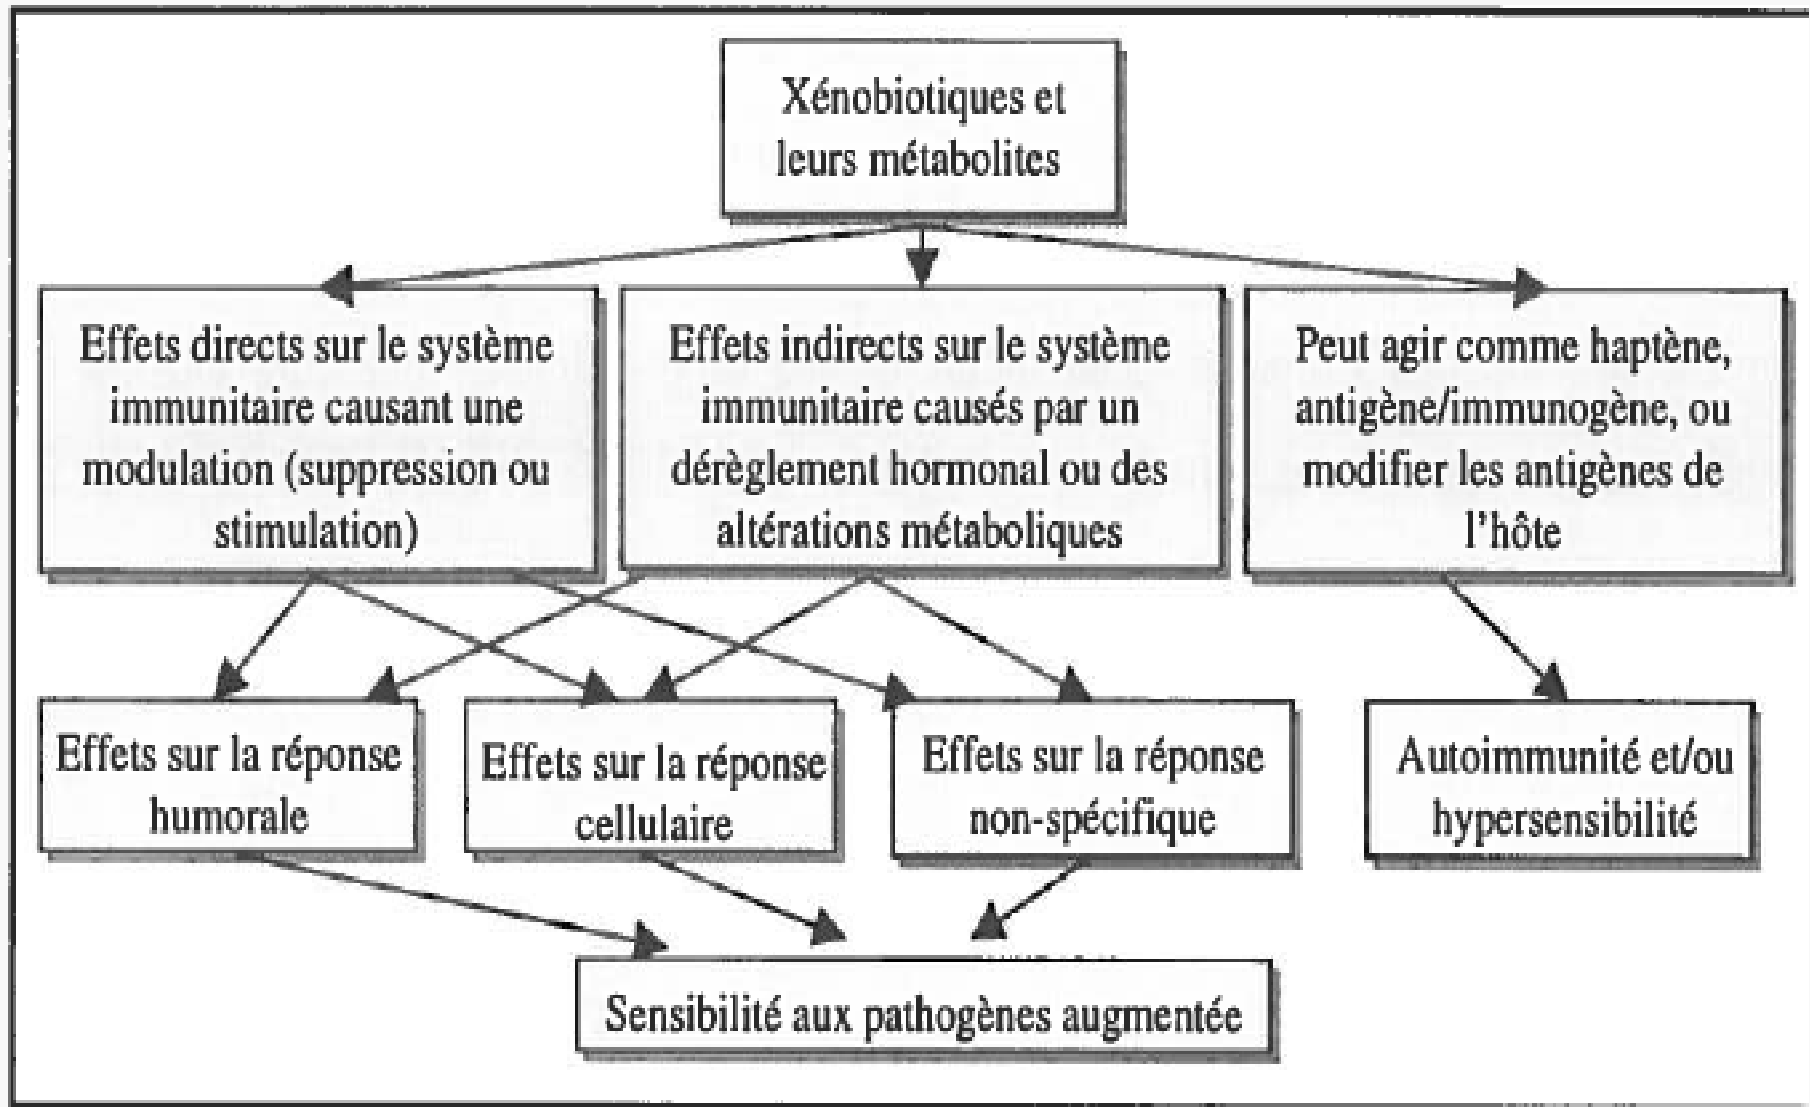 Xénobiotiques et
leurs métabolites
Effets directs sur le système
immunitaire causant une
modulation (suppression ou
stimulation)
Effets indirects sur le système
immunitaire causés par un
dérèglement hormonal ou des
altérations métaboliques
Peut agir comme haptène,
antigène/immunogène, ou
modifier les antigènes de
l'hôte
Effets sur la réponse
humorale
Effets sur la réponse
cellulaire
Effets sur la réponse
non-spécifique
Autoimmunité et/ou
hypersensibilité
Sensibilité aux pathogènes augmentée